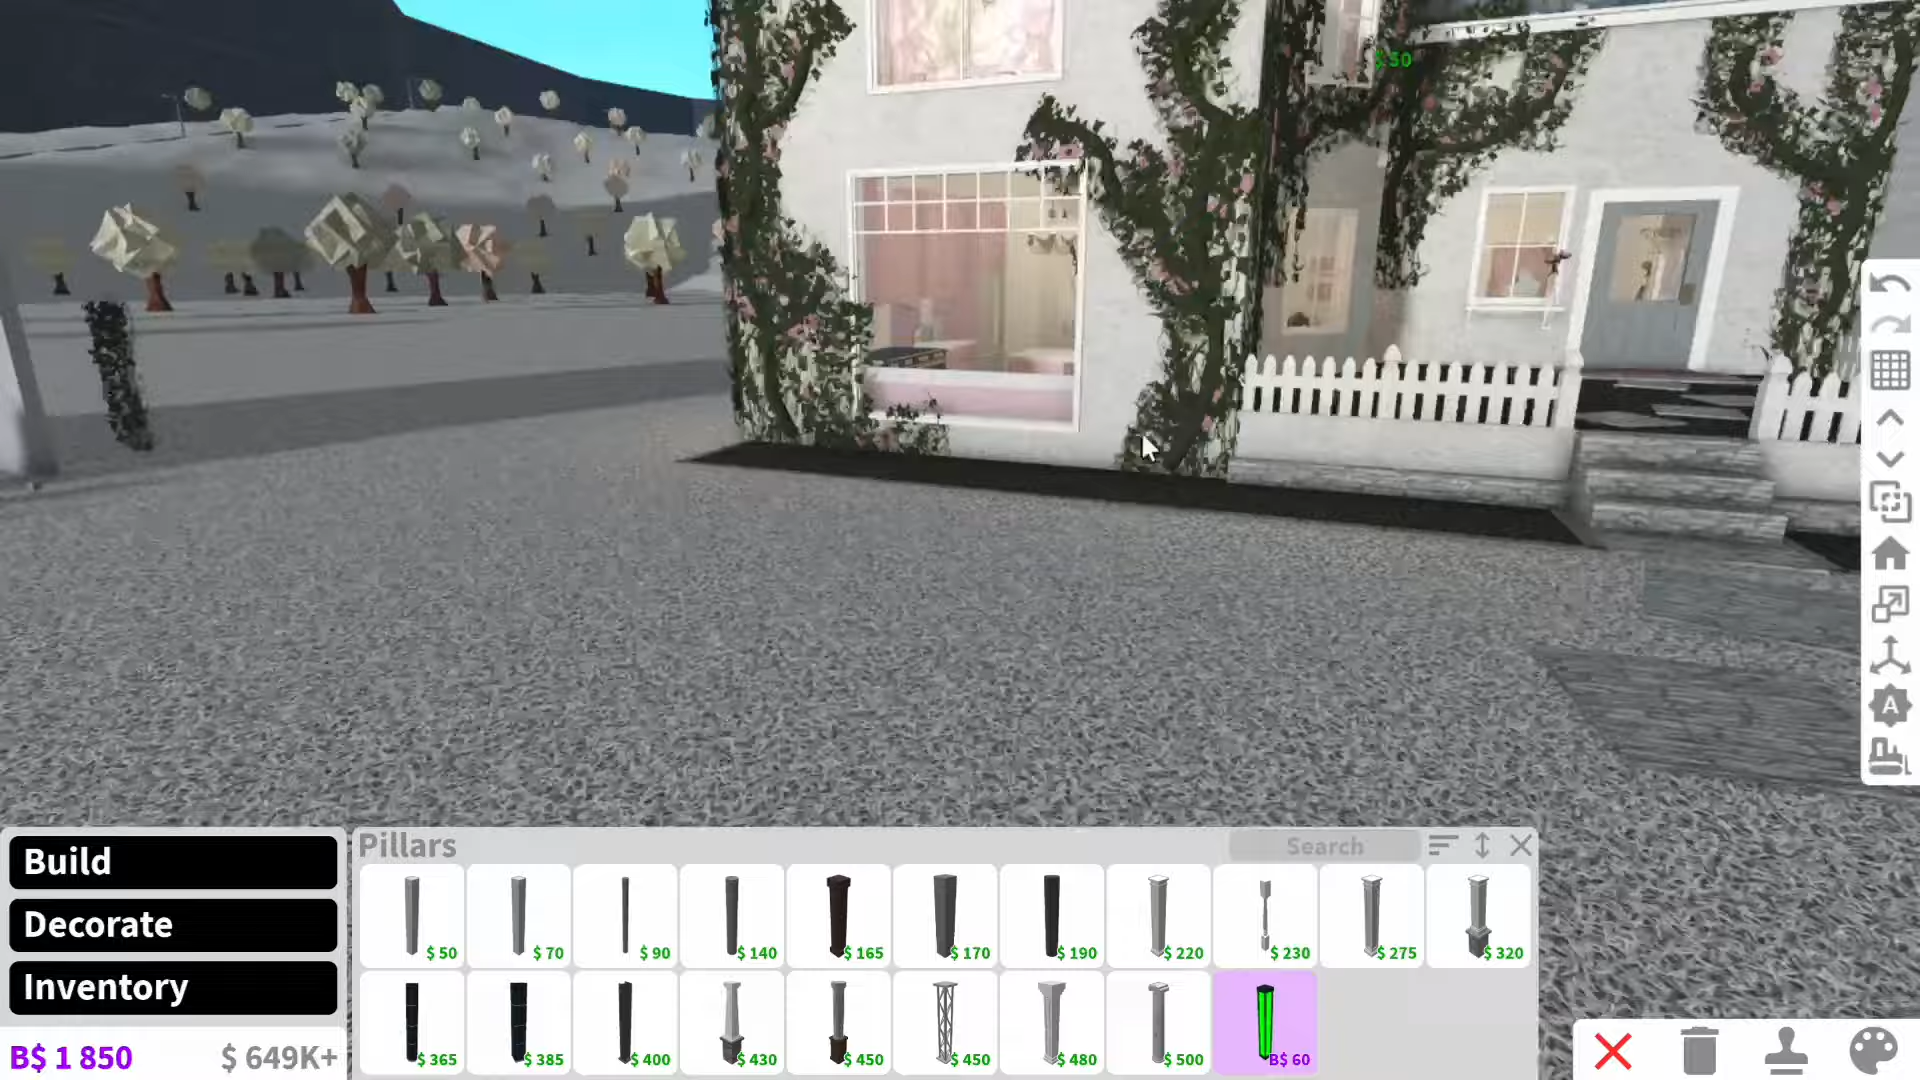 $ 50
A
Build
Decorate
Inventory
B$ 1 850
$ 649K+
Pillars
Search
$ 50
$ 70
$ 90
$ 140
$ 165
$ 170
$ 190
$ 220
$ 230
$ 275
$ 320
$ 365
$ 385
$ 400
$ 430
$ 450
$ 450
$ 480
$ 500
B$ 60